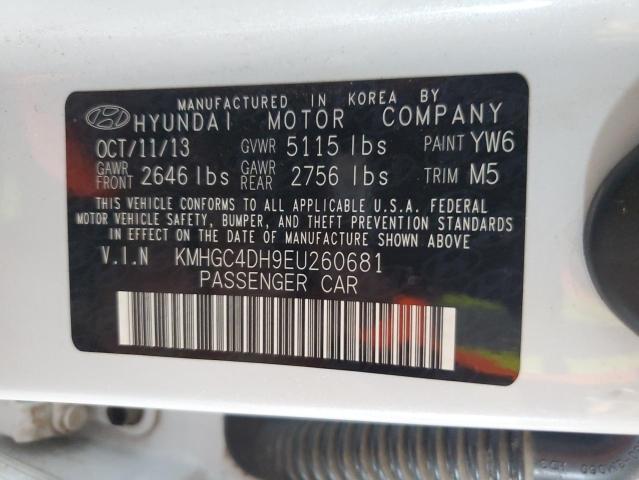 MANUFACTURED IN KOREA BY
HYUNDAI MOTOR COMPANY
OCT/11/13 GVWR 5115 lbs PAINT YW6
GAWR FRONT 2646 lbs GAWR REAR 2756 lbs TRIM M5
THIS VEHICLE CONFORMS TO ALL APPLICABLE U.S.A. FEDERAL
MOTOR VEHICLE SAFETY, BUMPER, AND THEFT PREVENTION STANDARDS
IN EFFECT ON THE DATE OF MANUFACTURE SHOWN ABOVE.
V.I.N KMHGC4DH9EU260681
PASSENGER CAR